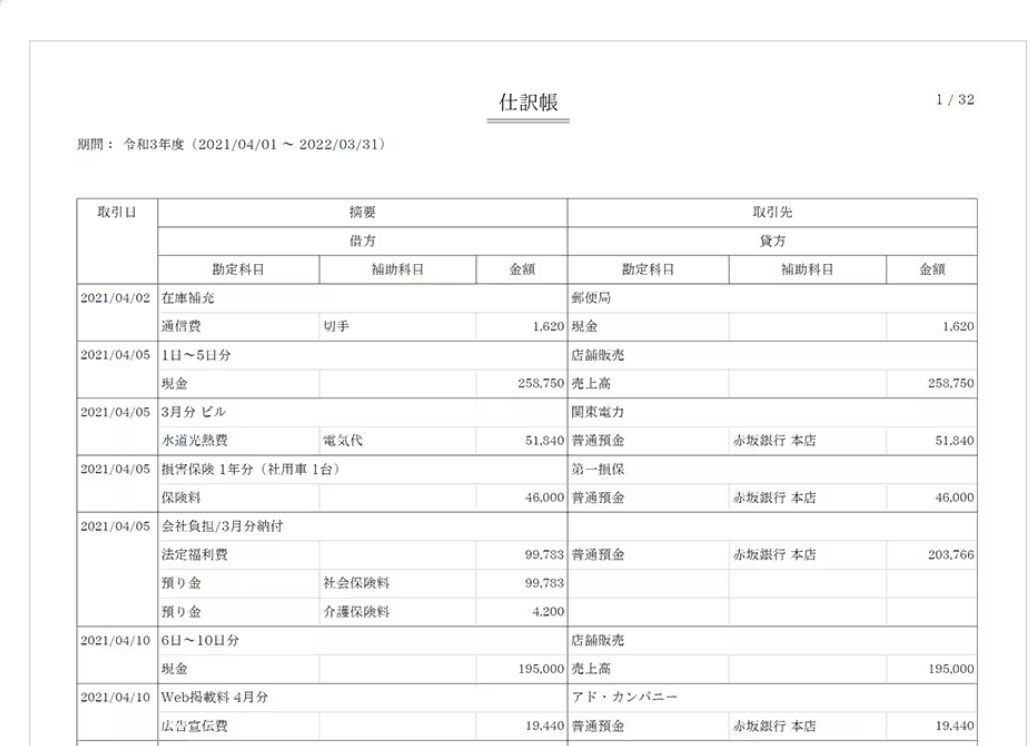 仕訳帳
1 / 32
期間： 令和3年度（2021/04/01 ～ 2022/03/31）
取引日 摘要 取引先
借方 貸方
勘定科目 補助科目 金額 勘定科目 補助科目 金額
2021/04/02 在庫補充 郵便局
通信費 切手 1,620 現金 1,620
2021/04/05 1日～5日分 店舗販売
現金 258,750 売上高 258,750
2021/04/05 3月分 ビル 関東電力
水道光熱費 電気代 51,840 普通預金 赤坂銀行 本店 51,840
2021/04/05 損害保険 1年分（社用車 1台） 第一損保
保険料 46,000 普通預金 赤坂銀行 本店 46,000
2021/04/05 会社負担/3月分納付
法定福利費 99,783 普通預金 赤坂銀行 本店 203,766
預り金 社会保険料 99,783
預り金 介護保険料 4,200
2021/04/10 6日～10日分 店舗販売
現金 195,000 売上高 195,000
2021/04/10 Web掲載料 4月分 アド・カンパニー
広告宣伝費 19,440 普通預金 赤坂銀行 本店 19,440